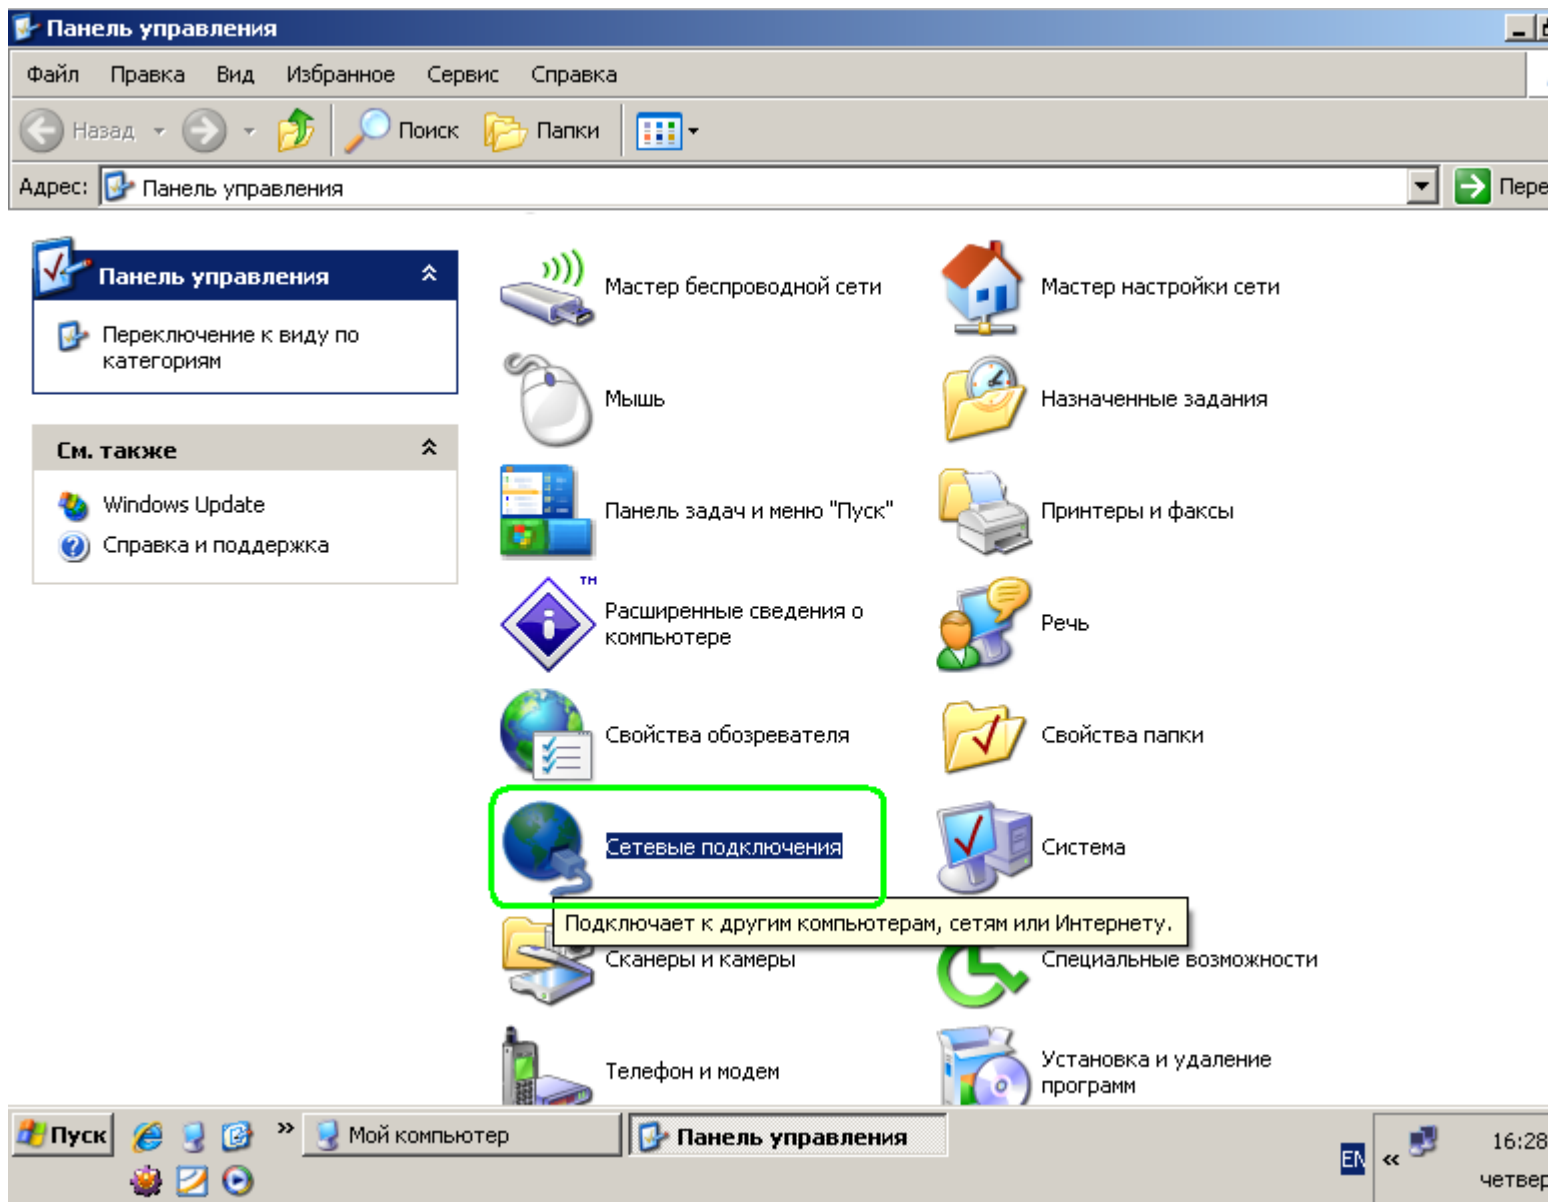 Панель управления
Файл Правка Вид Избранное Сервис Справка
Назад Поиск Папки
Адрес: Панель управления
Панель управления
Переключение к виду по
категориям
См. также
Windows Update
Справка и поддержка
Мастер беспроводной сети
Мастер настройки сети
Мышь
Назначенные задания
Панель задач и меню "Пуск"
Принтеры и факсы
TH
Расширенные сведения о
компьютере
Речь
Свойства обозревателя
Свойства папки
Сетевые подключения
Система
Подключает к другим компьютерам, сетям или Интернету.
Сканеры и камеры
Специальные возможности
Телефон и модем
Установка и удаление
программ
Пуск Мой компьютер Панель управления
EN
16:28